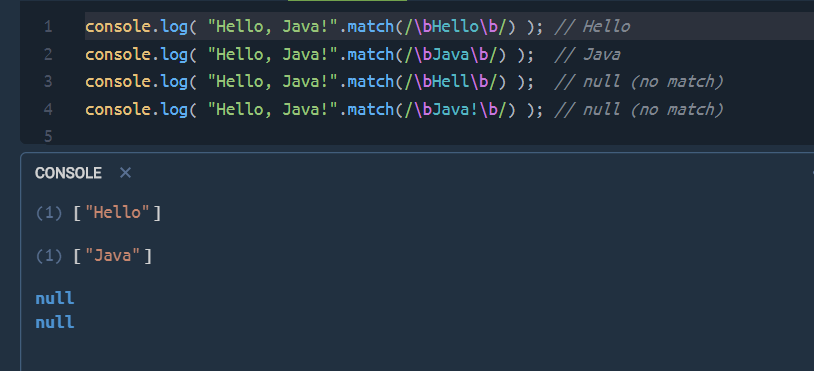 1 console.log( "Hello, Java!".match(/\bHello\b/) ); // Hello
2 console.log( "Hello, Java!".match(/\bJava\b/) );  // Java
3 console.log( "Hello, Java!".match(/\bHell\b/) );  // null (no match)
4 console.log( "Hello, Java!".match(/\bJava!\b/) ); // null (no match)
5
CONSOLE ×
(1) ["Hello"]
(1) ["Java"]
null
null